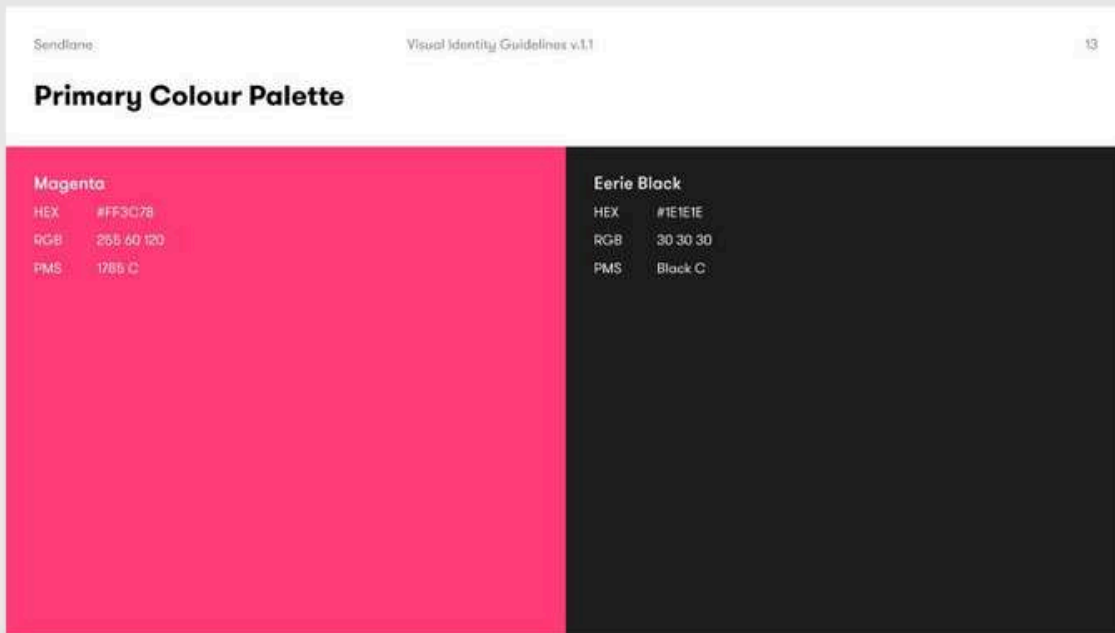 Sendlane
Visual Identity Guidelines v.1.1
13
Primary Colour Palette
Magenta
HEX #FF3C78
RGB 255 60 120
PMS 1785 C
Eerie Black
HEX #1E1E1E
RGB 30 30 30
PMS Black C